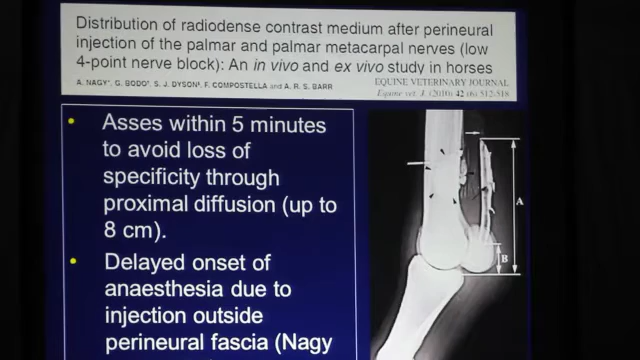 Distribution of radiodense contrast medium after perineural
injection of the palmar and palmar metacarpal nerves (low
4-point nerve block): An in vivo and ex vivo study in horses
A. NAGY*, G. BODO†, S. J. DYSON‡, F. COMPOSTELLA and A. R. S. BARR
EQUINE VETERINARY JOURNAL
Equine vet. J. (2010) 42 (6) 512-518
• Asses within 5 minutes
to avoid loss of
specificity through
proximal diffusion (up to
8 cm).
• Delayed onset of
anaesthesia due to
injection outside
perineural fascia (Nagy
A
B